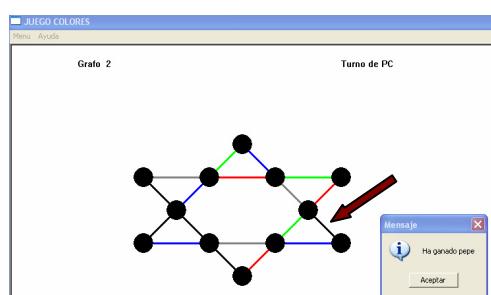 JUEGO COLORES
Menu Ayuda
Grafo 2
Turno de PC
Mensaje
Ha ganado pepe
Aceptar